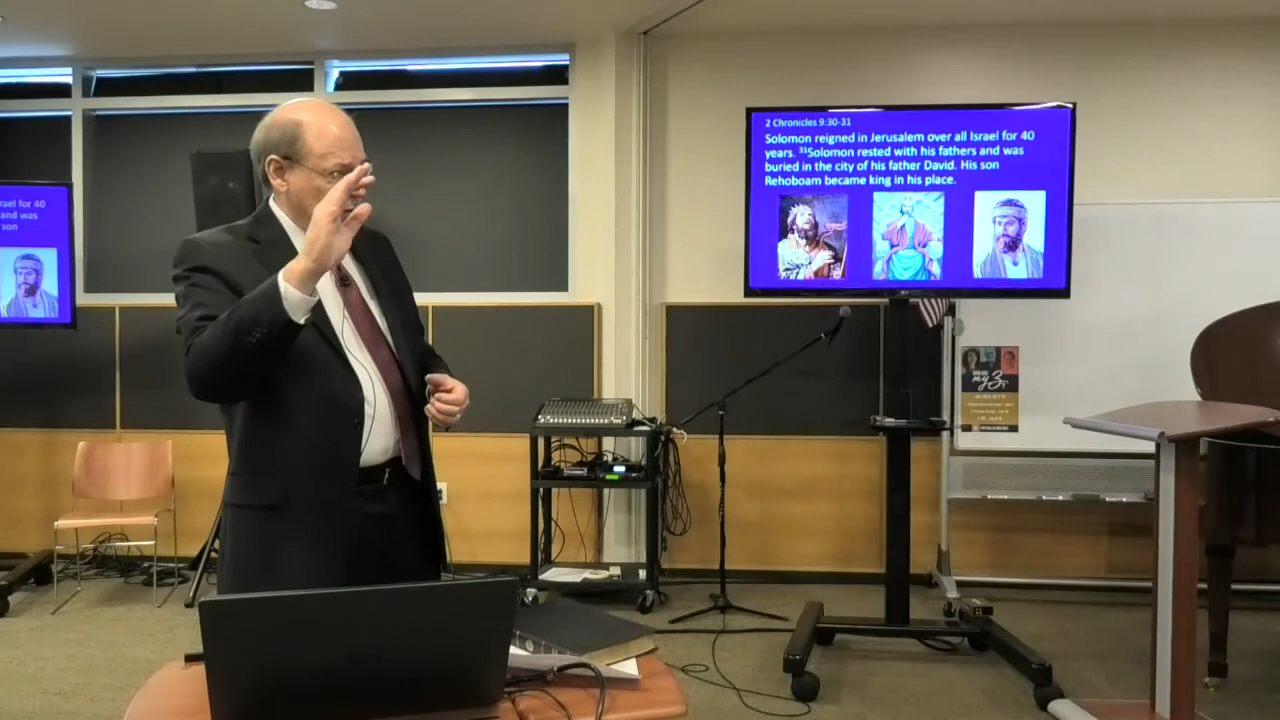 2 Chronicles 9:30-31
Solomon reigned in Jerusalem over all Israel for 40
years. ³¹Solomon rested with his fathers and was
buried in the city of his father David. His son
Rehoboam became king in his place.
rael for 40
and was
son
my3